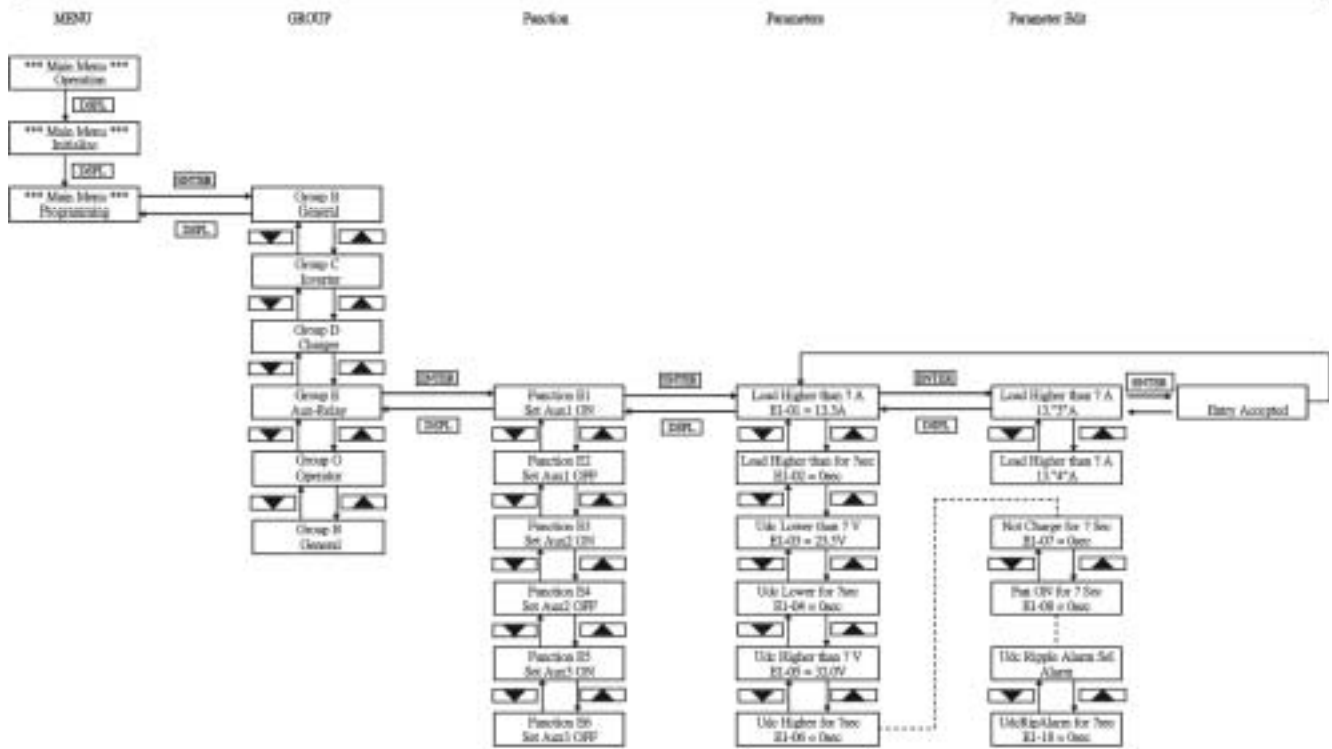 MENU
GROUP
Function
Parameters
Parameter Edit
*** Main Menu ***
Operation
DSPL
*** Main Menu ***
Initialize
DSPL
*** Main Menu ***
Programming
ENTER
DSPL
Group B
General
Group C
Inverter
Group D
Charger
Group E
Aux-Relay
Group O
Operator
Group B
General
ENTER
DSPL
Function E1
Set Aux1 ON
Function E2
Set Aux1 OFF
Function E3
Set Aux2 ON
Function E4
Set Aux2 OFF
Function E5
Set Aux3 ON
Function E6
Set Aux3 OFF
ENTER
DSPL
Load Higher than ? A
E1-01 = 13.3A
Load Higher than for ?sec
E1-02 = 0sec
Udc Lower than ? V
E1-03 = 23.5V
Udc Lower for ?sec
E1-04 = 0sec
Udc Higher than ? V
E1-05 = 32.0V
Udc Higher for ?sec
E1-06 = 0sec
ENTER
DSPL
Load Higher than ? A
13."3"A
Load Higher than ? A
13."4"A
Not Charge for ? Sec
E1-07 = 0sec
Fan ON for ? Sec
E1-08 = 0sec
Udc Ripple Alarm Sel.
Alarm
UdcRipAlarm for ?sec
E1-10 = 0sec
ENTER
Entry Accepted